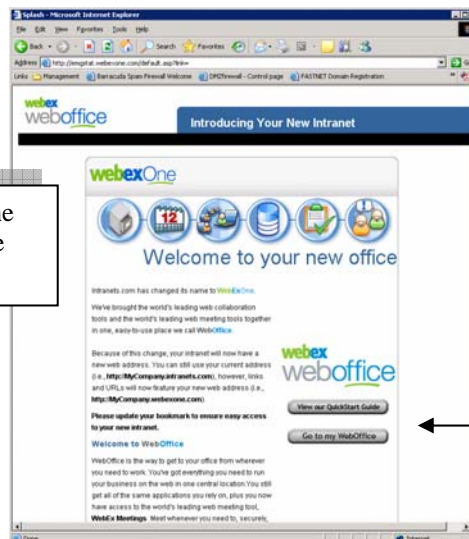 Splash - Microsoft Internet Explorer
File Edit View Favorites Tools Help
Back Search Favorites
Address http://emgstat.webexone.com/default.asp?link=
Links Management Barracuda Spam Firewall Welcome DMZfirewall - Control page FASTNET Domain Registration
webex
weboffice
Introducing Your New Intranet
webexOne
12
Welcome to your new office
Intranets.com has changed its name to WebExOne.
We've brought the world's leading web collaboration
tools and the world's leading web meeting tools together
in one, easy-to-use place we call WebOffice.
Because of this change, your intranet will now have a
new web address. You can still use your current address
(i.e., http://MyCompany.intranets.com), however, links
and URLs will now feature your new web address (i.e.,
http://MyCompany.webexone.com).
Please update your bookmark to ensure easy access
to your new intranet.
Welcome to WebOffice
WebOffice is the way to get to your office from wherever
you need to work. You've got everything you need to run
your business on the web in one central location. You still
get all of the same applications you rely on, plus you now
have access to the world's leading web meeting tool,
WebEx Meetings. Meet whenever you need to, securely,
webex
weboffice
View our QuickStart Guide
Go to my WebOffice
Done
Internet